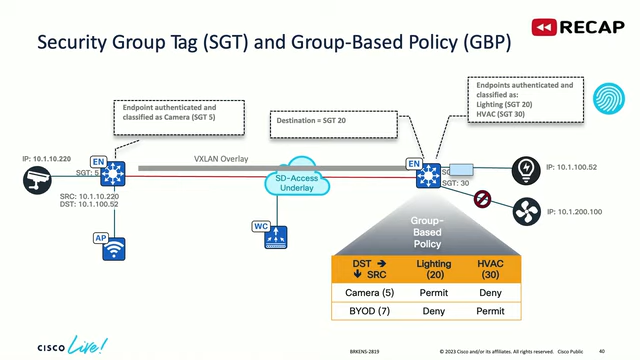 RECAP
Security Group Tag (SGT) and Group-Based Policy (GBP)
Endpoint authenticated and
classified as Camera (SGT 5)
Destination = SGT 20
Endpoints authenticated and
classified as:
Lighting (SGT 20)
HVAC (SGT 30)
IP: 10.1.10.220
EN
SGT: 5
VXLAN Overlay
EN
SGT: 30
IP: 10.1.100.52
SD-Access
Underlay
SRC: 10.1.10.220
DST: 10.1.100.52
IP: 10.1.200.100
AP
WC
Group-
Based
Policy
DST → Lighting HVAC
↓ SRC (20) (30)
Camera (5) Permit Deny
BYOD (7) Deny Permit
CISCO Live!
BRKENS-2819
© 2023 Cisco and/or its affiliates. All rights reserved. Cisco Public
40